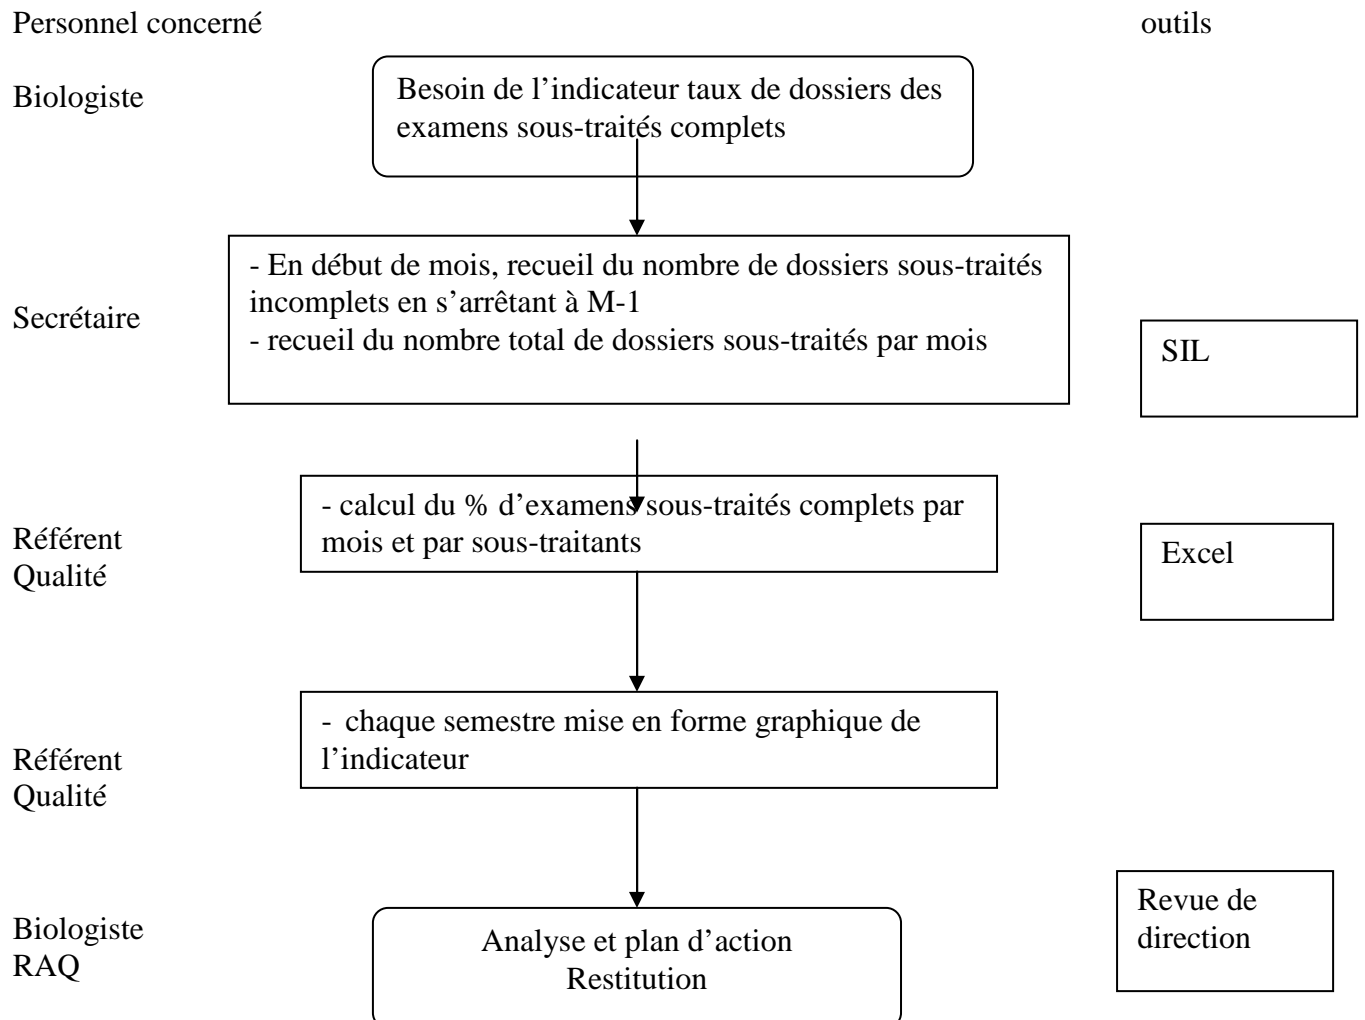 Personnel concerné
outils
Biologiste
Besoin de l’indicateur taux de dossiers des
examens sous-traités complets
Secrétaire
- En début de mois, recueil du nombre de dossiers sous-traités
incomplets en s’arrêtant à M-1
- recueil du nombre total de dossiers sous-traités par mois
SIL
Référent
Qualité
- calcul du % d’examens sous-traités complets par
mois et par sous-traitants
Excel
Référent
Qualité
- chaque semestre mise en forme graphique de
l’indicateur
Biologiste
RAQ
Analyse et plan d’action
Restitution
Revue de
direction